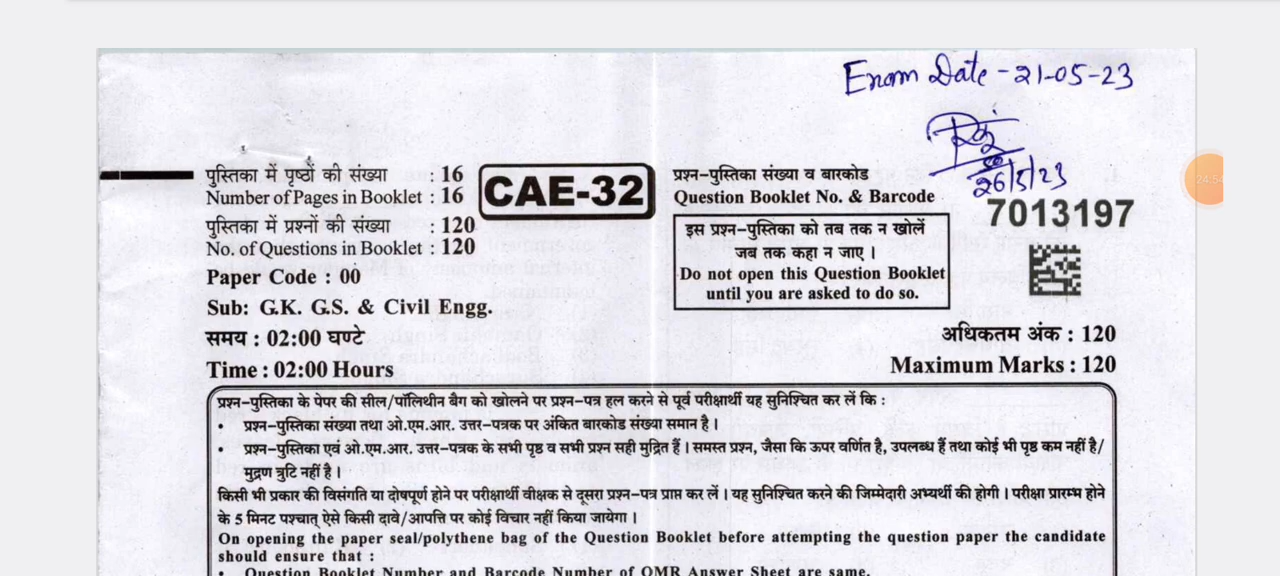 Exam Date - 21-05-23
26/5/23
पुस्तिका में पृष्ठों की संख्या : 16
Number of Pages in Booklet : 16
पुस्तिका में प्रश्नों की संख्या : 120
No. of Questions in Booklet : 120
Paper Code : 00
Sub: G.K. G.S. & Civil Engg.
समय : 02:00 घण्टे
Time : 02:00 Hours
CAE-32
प्रश्न-पुस्तिका संख्या व बारकोड
Question Booklet No. & Barcode
7013197
इस प्रश्न-पुस्तिका को तब तक न खोलें
जब तक कहा न जाए ।
Do not open this Question Booklet
until you are asked to do so.
अधिकतम अंक : 120
Maximum Marks : 120
24:54
प्रश्न-पुस्तिका के पेपर की सील/पॉलिथीन बैग को खोलने पर प्रश्न-पत्र हल करने से पूर्व परीक्षार्थी यह सुनिश्चित कर लें कि :
• प्रश्न-पुस्तिका संख्या तथा ओ.एम.आर. उत्तर-पत्रक पर अंकित बारकोड संख्या समान है ।
• प्रश्न-पुस्तिका एवं ओ.एम.आर. उत्तर-पत्रक के सभी पृष्ठ व सभी प्रश्न सही मुद्रित हैं । समस्त प्रश्न, जैसा कि ऊपर वर्णित है, उपलब्ध हैं तथा कोई भी पृष्ठ कम नहीं है/
मुद्रण त्रुटि नहीं है ।
किसी भी प्रकार की विसंगति या दोषपूर्ण होने पर परीक्षार्थी वीक्षक से दूसरा प्रश्न-पत्र प्राप्त कर लें । यह सुनिश्चित करने की जिम्मेदारी अभ्यर्थी की होगी । परीक्षा प्रारम्भ होने
के 5 मिनट पश्चात् ऐसे किसी दावे/आपत्ति पर कोई विचार नहीं किया जायेगा ।
On opening the paper seal/polythene bag of the Question Booklet before attempting the question paper the candidate
should ensure that :
• Question Booklet Number and Barcode Number of OMR Answer Sheet are same.